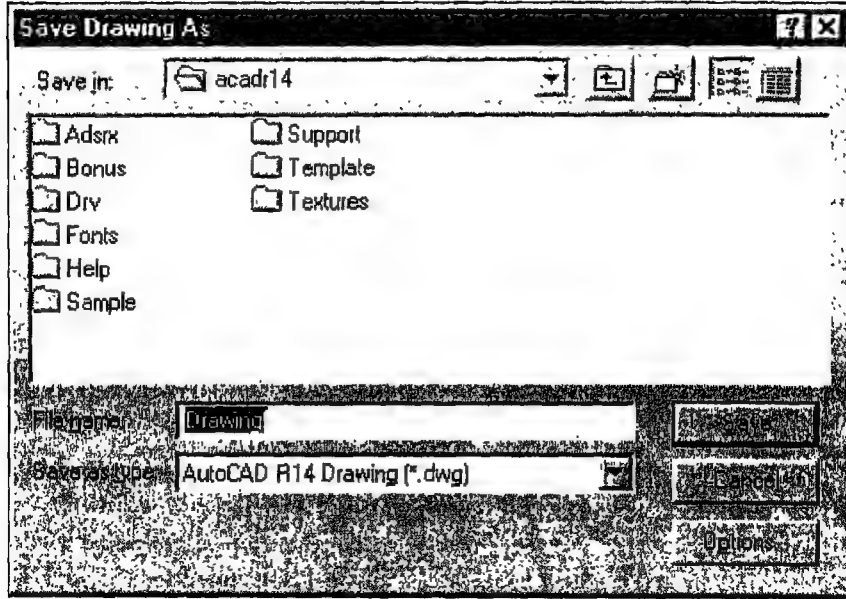 Save Drawing As
Save in: acadr14
Adsrx
Bonus
Drv
Fonts
Help
Sample
Support
Template
Textures
File name: Drawing
Save as type: AutoCAD R14 Drawing (*.dwg)
Save
Cancel
Options...